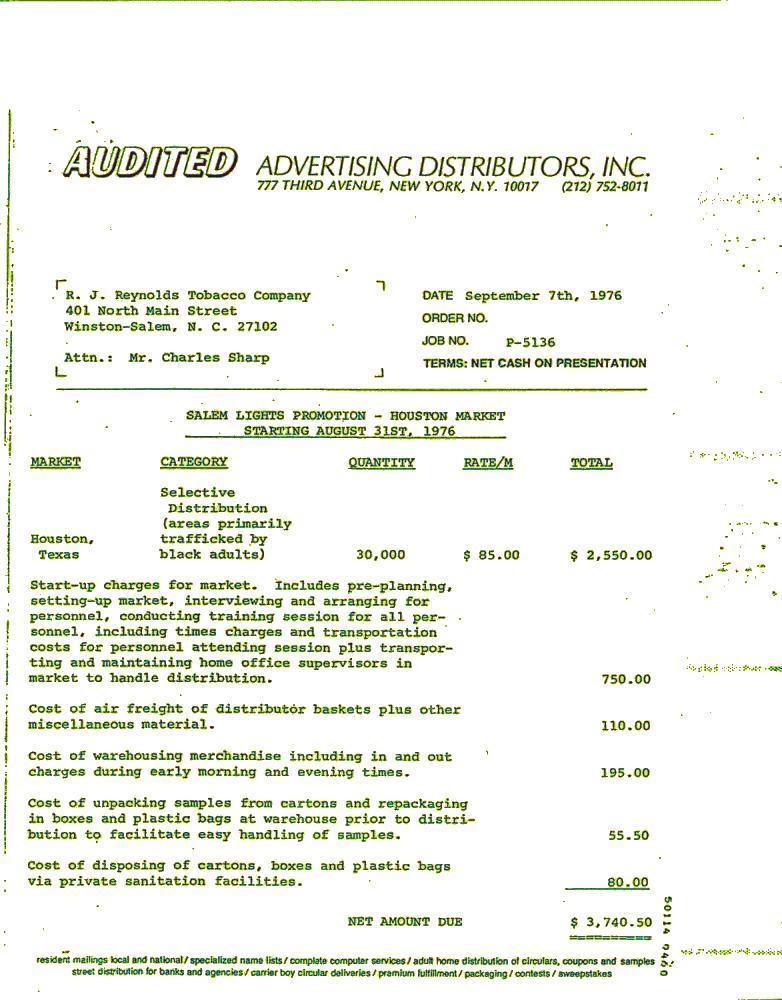 AUDITED ADVERTISING DISTRIBUTORS, INC.
777 THIRD AVENUE, NEW YORK, N.Y. 10017 (212) 752-8011
R. J. Reynolds Tobacco Company
401 North Main Street
Winston-Salem, N. C. 27102
Attn.: Mr. Charles Sharp
DATE September 7th, 1976
ORDER NO.
JOB NO. P-5136
TERMS: NET CASH ON PRESENTATION
SALEM LIGHTS PROMOTION - HOUSTON MARKET
STARTING AUGUST 31ST, 1976
MARKET CATEGORY QUANTITY RATE/M TOTAL
Selective
Distribution
(areas primarily
Houston, trafficked by
Texas black adults) 30,000 $ 85.00 $ 2,550.00
Start-up charges for market. Includes pre-planning,
setting-up market, interviewing and arranging for
personnel, conducting training session for all per-
sonnel, including times charges and transportation
costs for personnel attending session plus transpor-
ting and maintaining home office supervisors in
market to handle distribution. 750.00
Cost of air freight of distributor baskets plus other
miscellaneous material. 110.00
Cost of warehousing merchandise including in and out
charges during early morning and evening times. 195.00
Cost of unpacking samples from cartons and repackaging
in boxes and plastic bags at warehouse prior to distri-
bution to facilitate easy handling of samples. 55.50
Cost of disposing of cartons, boxes and plastic bags
via private sanitation facilities. 80.00
NET AMOUNT DUE $ 3,740.50
resident mailings local and national / specialized name lists / complete computer services / adult home distribution of circulars, coupons and samples
street distribution for banks and agencies / carrier boy circular deliveries / premium fulfillment / packaging / contests / sweepstakes
50114